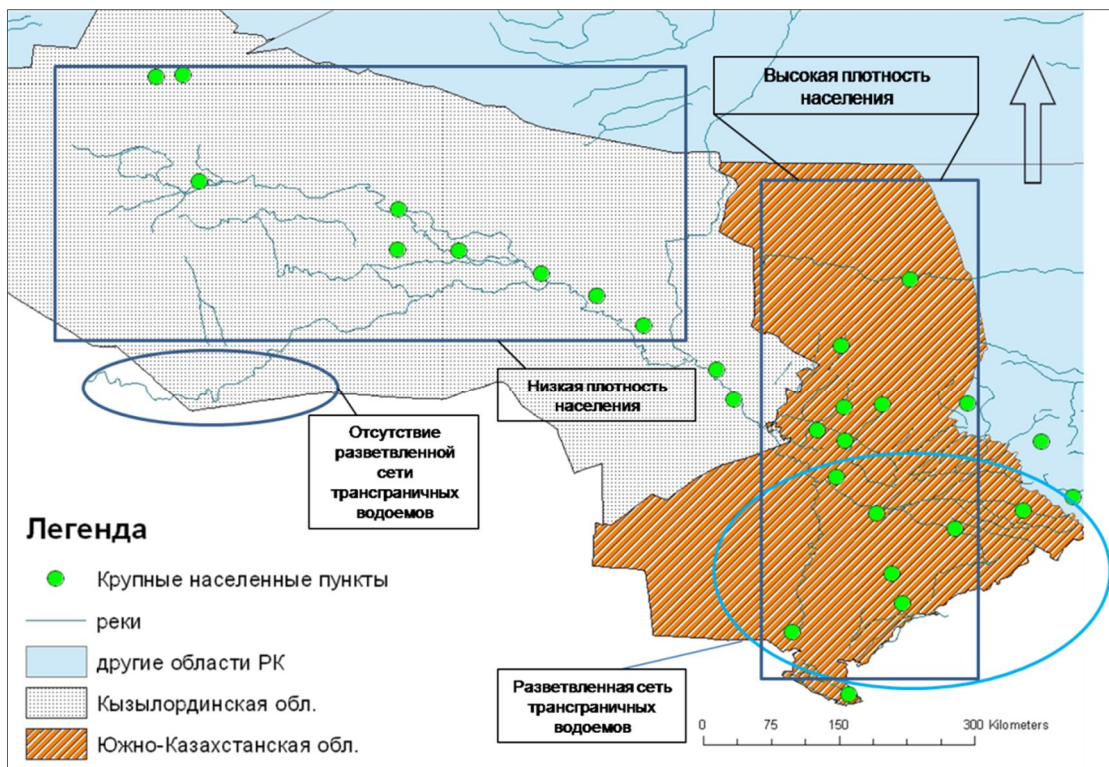 Высокая плотность
населения
Низкая плотность
населения
Отсутствие
разветвленной
сети
трансграничных
водоемов
Легенда
Крупные населенные пункты
реки
другие области РК
Кызылординская обл.
Южно-Казахстанская обл.
Разветвленная сеть
трансграничных
водоемов
0 75 150 300 Kilometers